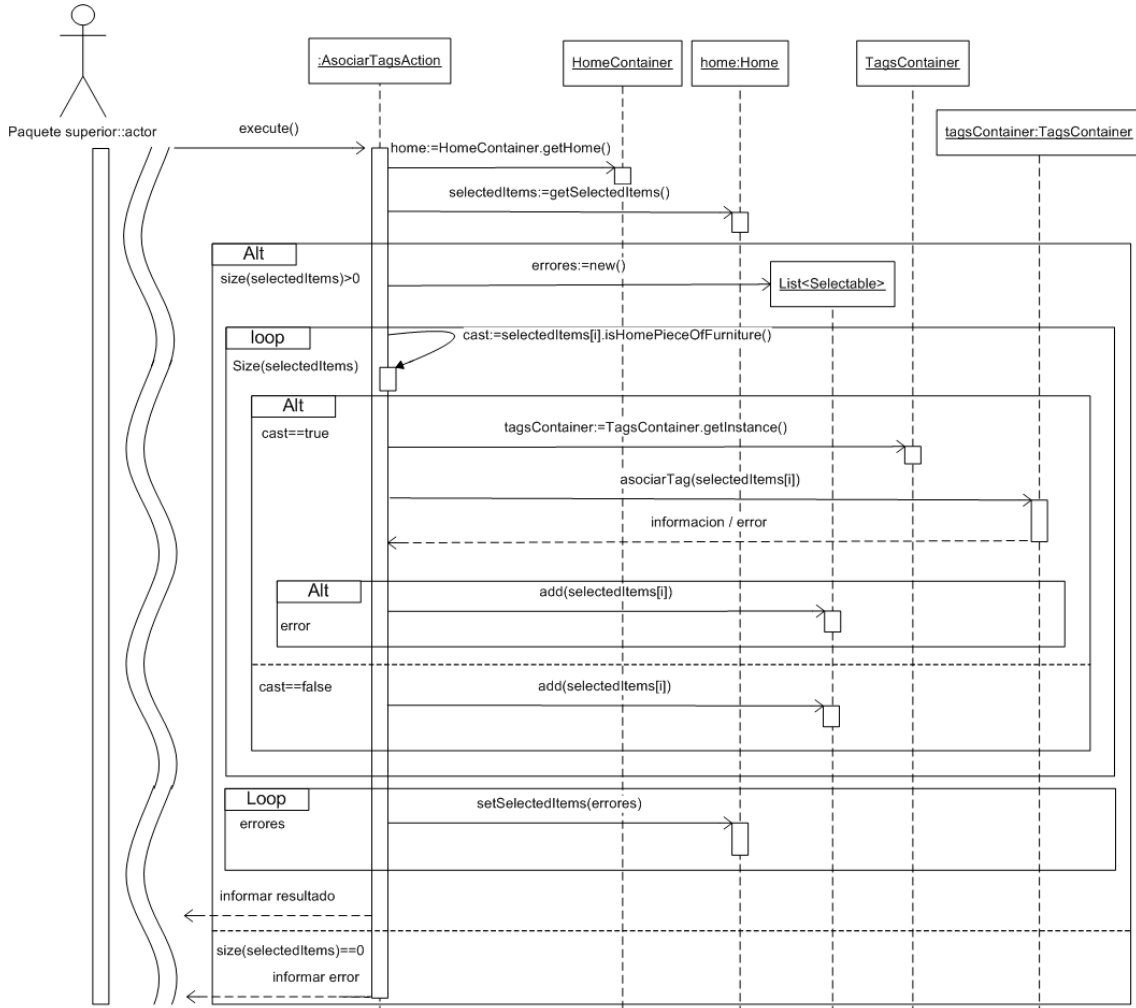 :AsociarTagsAction
HomeContainer
home:Home
TagsContainer
Paquete superior::actor
tagsContainer:TagsContainer
execute()
home:=HomeContainer.getHome()
selectedItems:=getSelectedItems()
Alt
size(selectedItems)>0
errores:=new()
List<Selectable>
loop
cast:=selectedItems[i].isHomePieceOfFurniture()
Size(selectedItems)
Alt
cast==true
tagsContainer:=TagsContainer.getInstance()
asociarTag(selectedItems[i])
informacion / error
Alt
add(selectedItems[i])
error
cast==false
add(selectedItems[i])
Loop
setSelectedItems(errores)
errores
informar resultado
size(selectedItems)==0
informar error